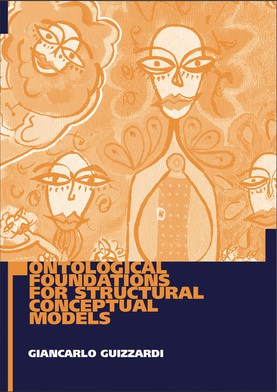 ONTOLOGICAL
FOUNDATIONS
FOR STRUCTURAL
CONCEPTUAL
MODELS
GIANCARLO GUIZZARDI